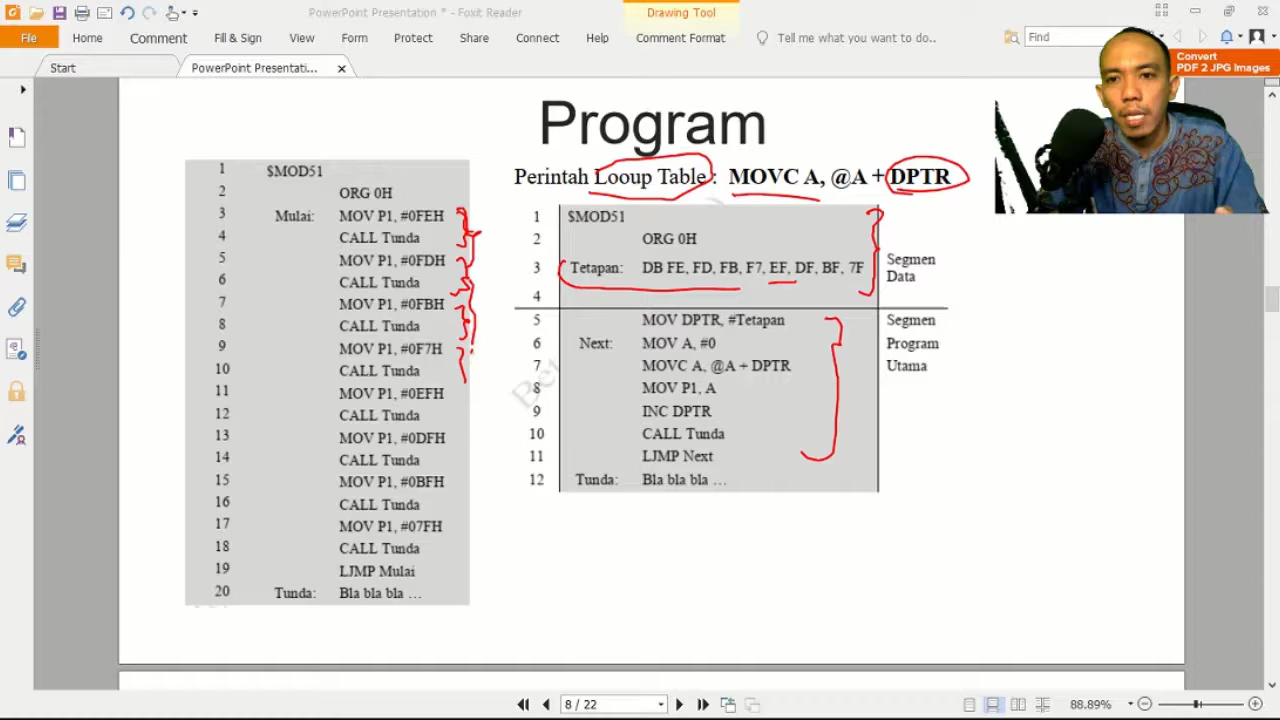 PowerPoint Presentation * - Foxit Reader
Drawing Tool
File
Home
Comment
Fill & Sign
View
Form
Protect
Share
Connect
Help
Comment Format
Tell me what you want to do..
Find
Start
PowerPoint Presentati...
Convert
PDF 2 JPG Images
Program
Perintah Looup Table : MOVC A, @A + DPTR
1 $MOD51
2 ORG 0H
3 Mulai: MOV P1, #0FEH
4 CALL Tunda
5 MOV P1, #0FDH
6 CALL Tunda
7 MOV P1, #0FBH
8 CALL Tunda
9 MOV P1, #0F7H
10 CALL Tunda
11 MOV P1, #0EFH
12 CALL Tunda
13 MOV P1, #0DFH
14 CALL Tunda
15 MOV P1, #0BFH
16 CALL Tunda
17 MOV P1, #07FH
18 CALL Tunda
19 LJMP Mulai
20 Tunda: Bla bla bla ...
1 $MOD51
2 ORG 0H
3 Tetapan: DB FE, FD, FB, F7, EF, DF, BF, 7F
4
Segmen
Data
5 MOV DPTR, #Tetapan
6 Next: MOV A, #0
7 MOVC A, @A + DPTR
8 MOV P1, A
9 INC DPTR
10 CALL Tunda
11 LJMP Next
12 Tunda: Bla bla bla ...
Segmen
Program
Utama
8 / 22
88.89%